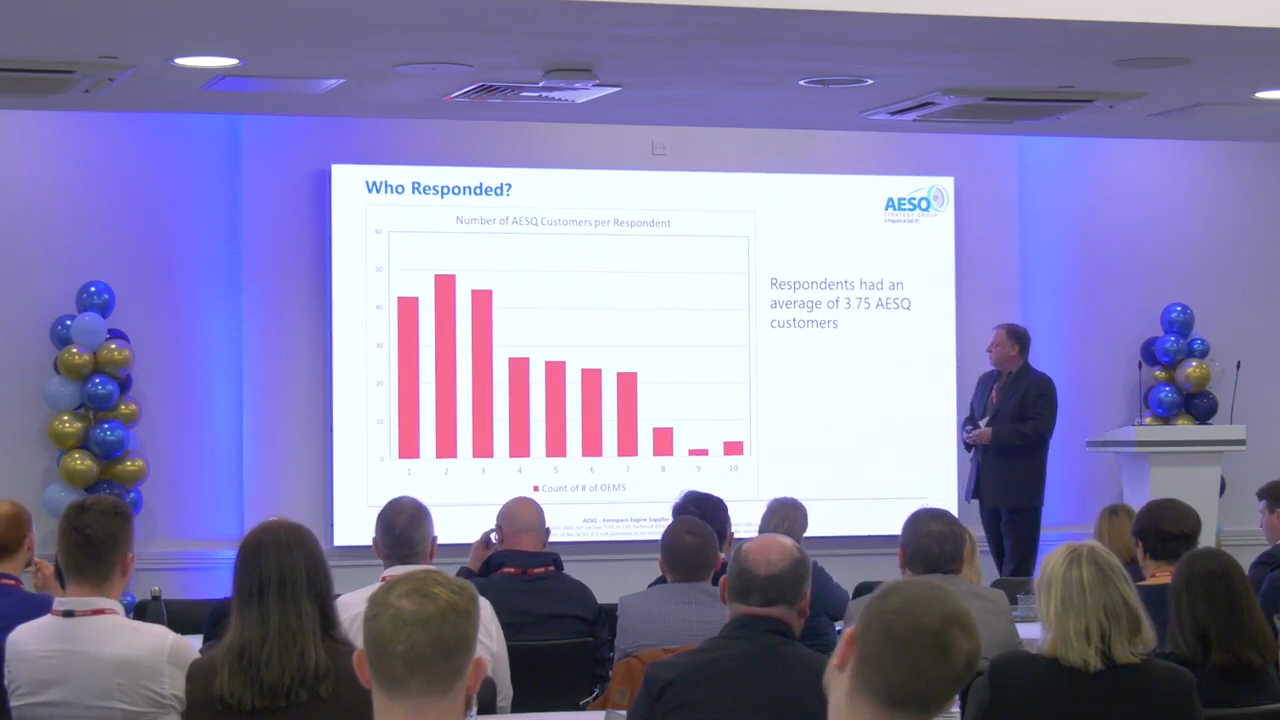 Who Responded?
AESQ
STRATEGY GROUP
Number of AESQ Customers per Respondent
60
50
40
30
20
10
0
1 2 3 4 5 6 7 8 9 10
Count of # of OEMS
Respondents had an
average of 3.75 AESQ
customers
AESQ – Aerospace Engine Supplier